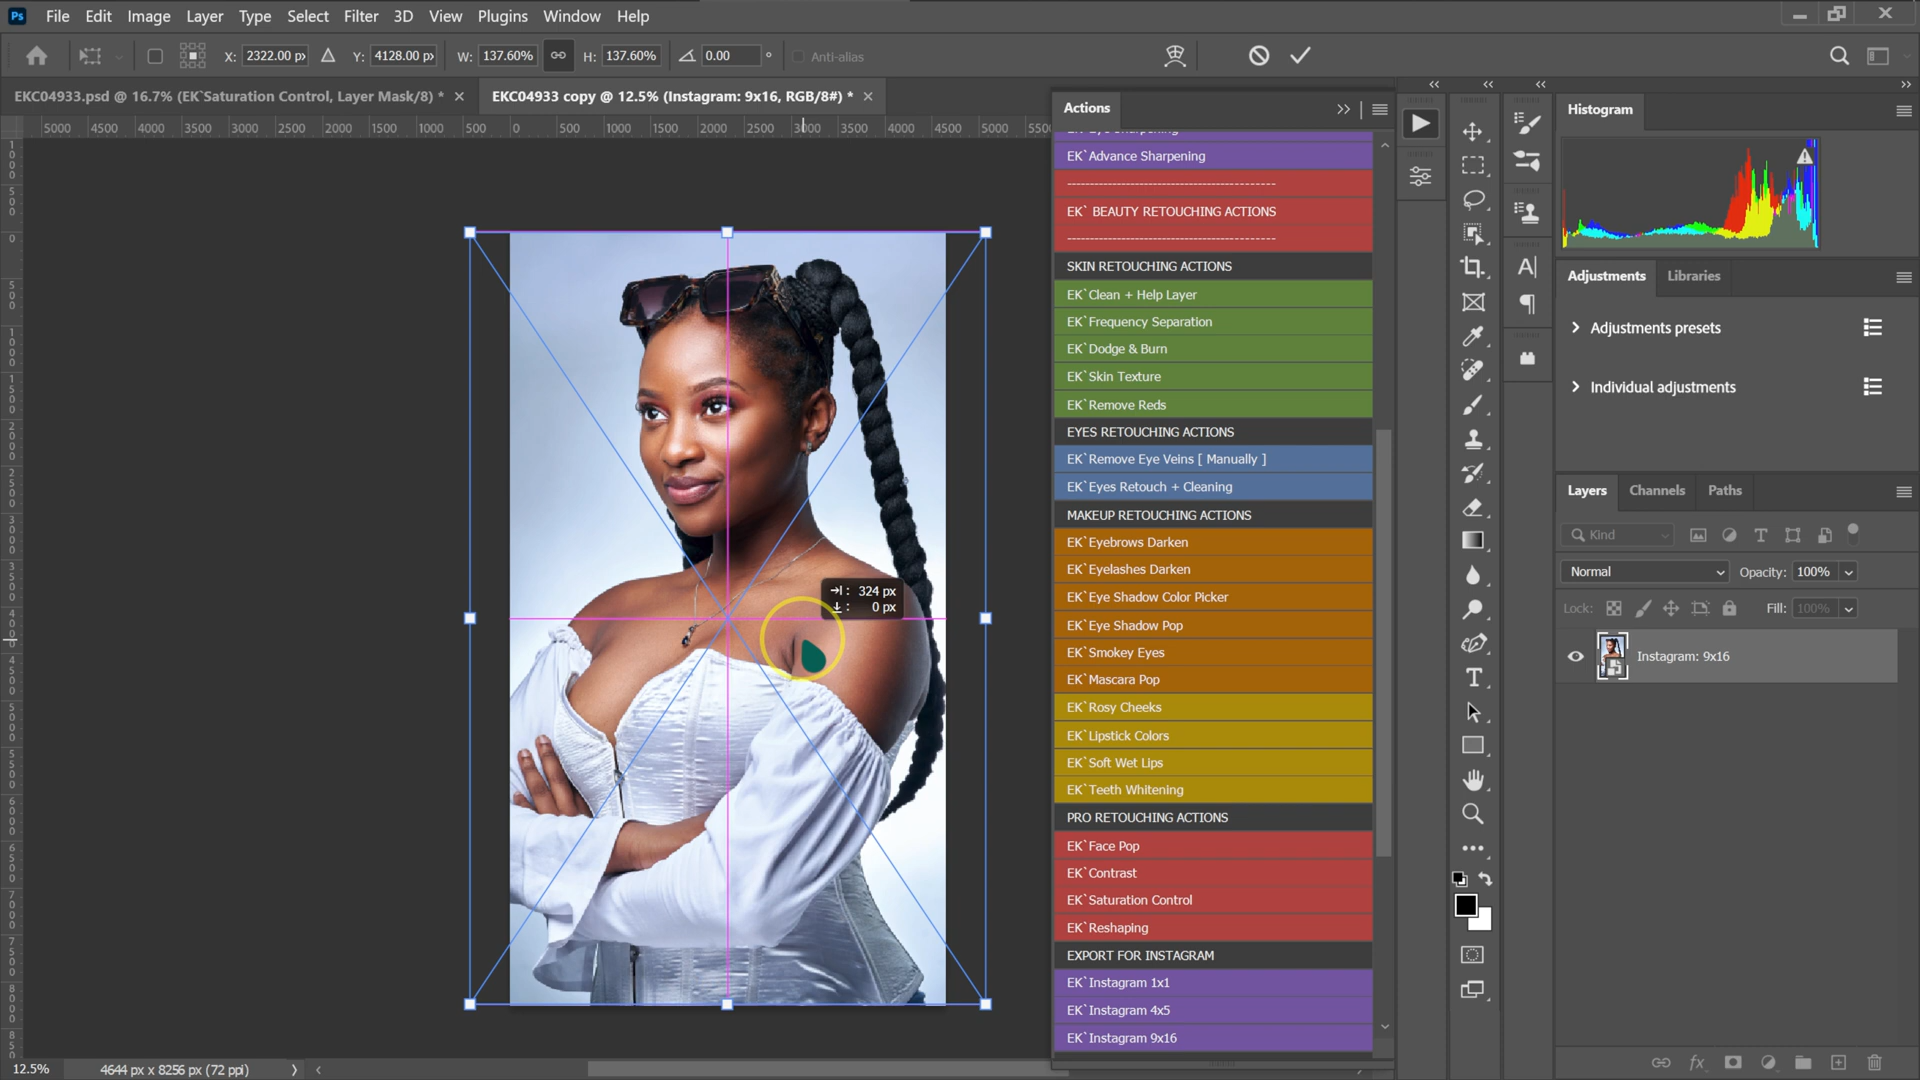 Ps File Edit Image Layer Type Select Filter 3D View Plugins Window Help
X: 2322.00 px Y: 4128.00 px W: 137.60% H: 137.60% 0.00 ° Anti-alias
EKC04933.psd @ 16.7% (EK`Saturation Control, Layer Mask/8) * × EKC04933 copy @ 12.5% (Instagram: 9x16, RGB/8#) * ×
5000 4500 4000 3500 3000 2500 2000 1500 1000 500 0 500 1000 1500 2000 2500 3000 3500 4000 4500 5000
Actions
EK`Eye Sharpening
EK`Advance Sharpening
----------------------------------------------
EK` BEAUTY RETOUCHING ACTIONS
----------------------------------------------
SKIN RETOUCHING ACTIONS
EK`Clean + Help Layer
EK`Frequency Separation
EK`Dodge & Burn
EK`Skin Texture
EK`Remove Reds
EYES RETOUCHING ACTIONS
EK`Remove Eye Veins [ Manually ]
EK`Eyes Retouch + Cleaning
MAKEUP RETOUCHING ACTIONS
EK`Eyebrows Darken
EK`Eyelashes Darken
EK`Eye Shadow Color Picker
EK`Eye Shadow Pop
EK`Smokey Eyes
EK`Mascara Pop
EK`Rosy Cheeks
EK`Lipstick Colors
EK`Soft Wet Lips
EK`Teeth Whitening
PRO RETOUCHING ACTIONS
EK`Face Pop
EK`Contrast
EK`Saturation Control
EK`Reshaping
EXPORT FOR INSTAGRAM
EK`Instagram 1x1
EK`Instagram 4x5
EK`Instagram 9x16
324 px
0 px
Histogram
Adjustments Libraries
Adjustments presets
Individual adjustments
Layers Channels Paths
Kind
Normal Opacity: 100%
Lock: Fill: 100%
Instagram: 9x16
12.5% 4644 px x 8256 px (72 ppi)